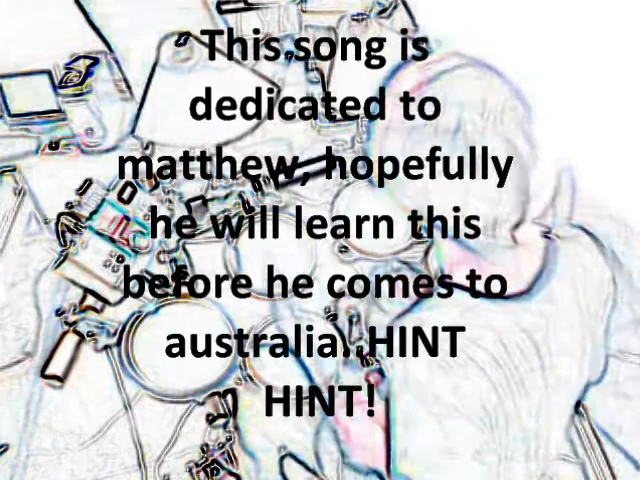 This song is
dedicated to
matthew, hopefully
he will learn this
before he comes to
australia. HINT
HINT!